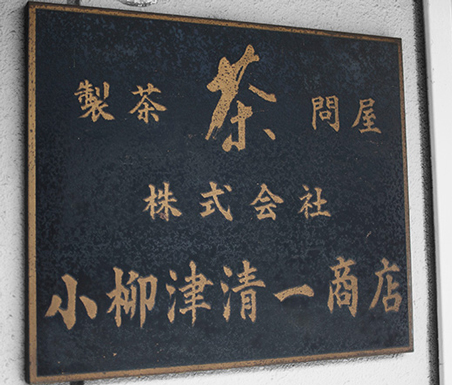 製茶 茶 問屋
株式会社
小柳津清一商店